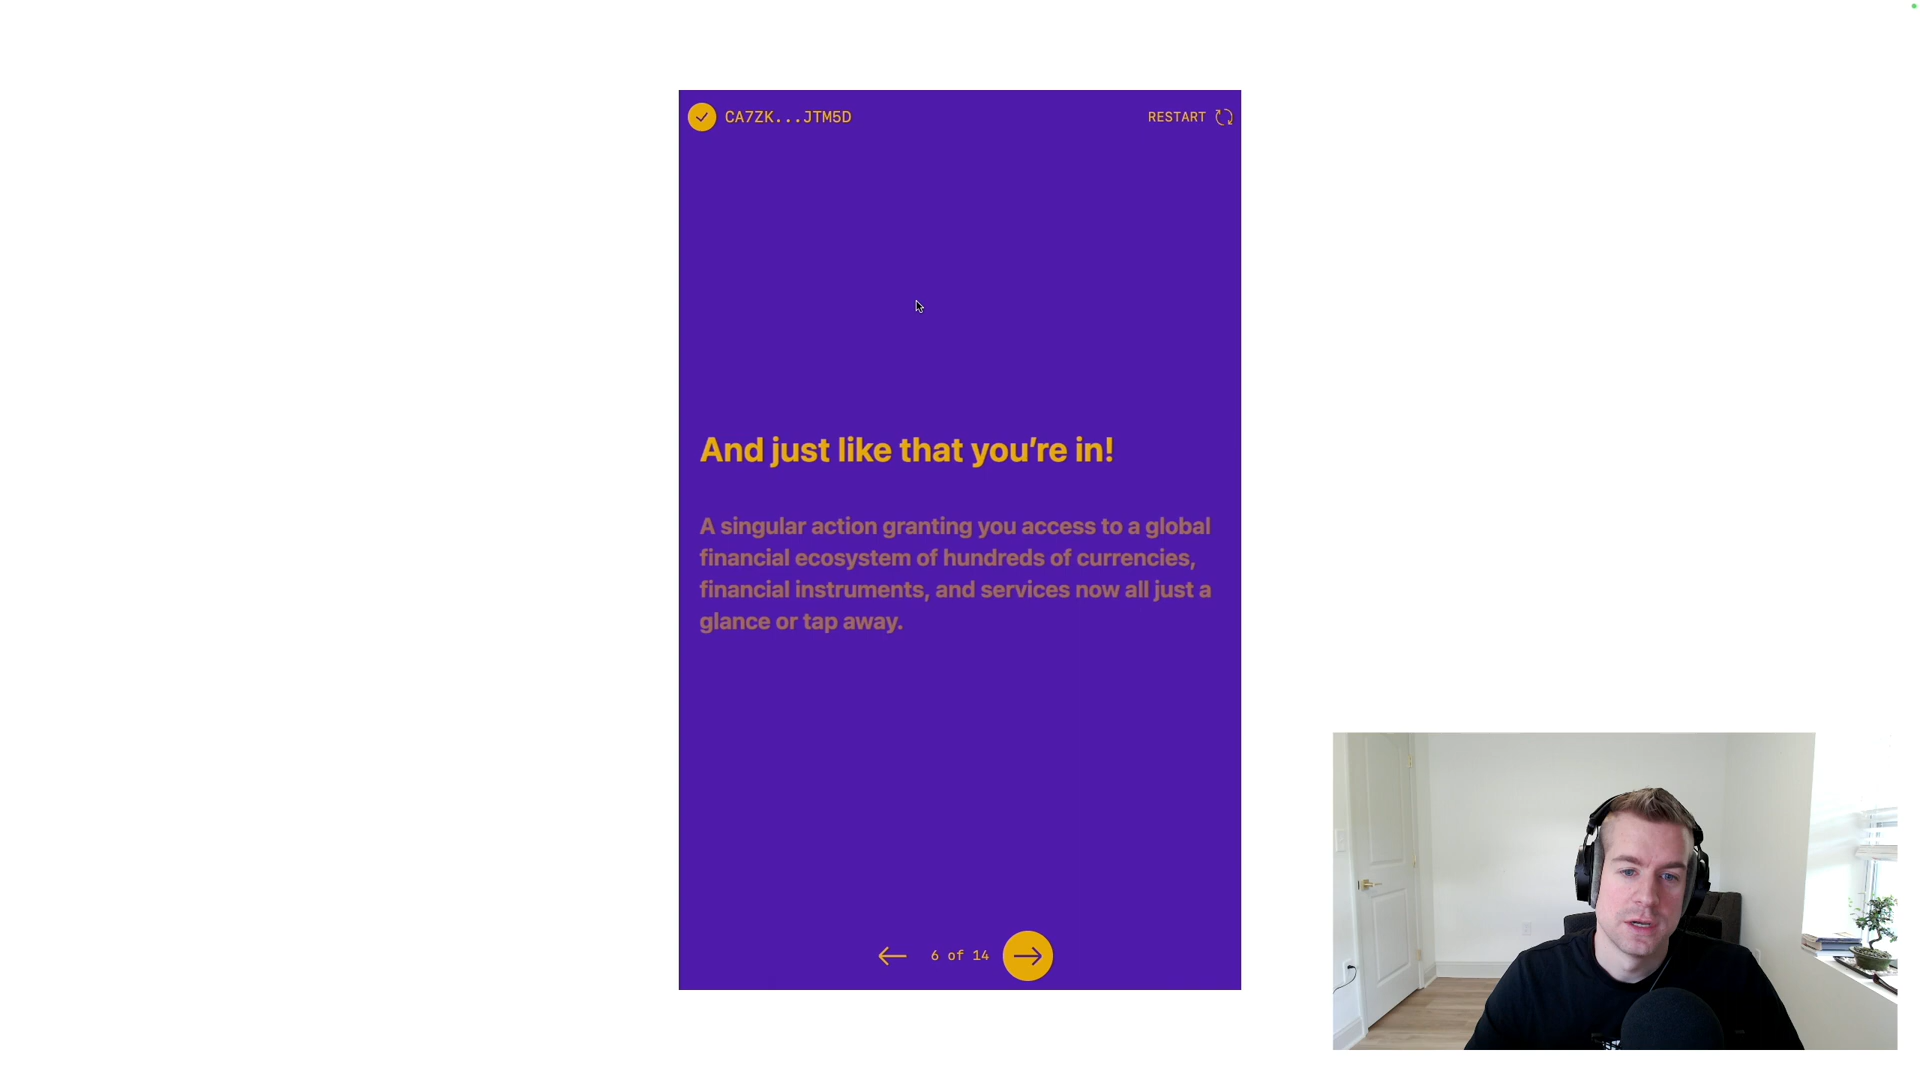 CA7ZK...JTM5D
RESTART
And just like that you’re in!
A singular action granting you access to a global
financial ecosystem of hundreds of currencies,
financial instruments, and services now all just a
glance or tap away.
6 of 14